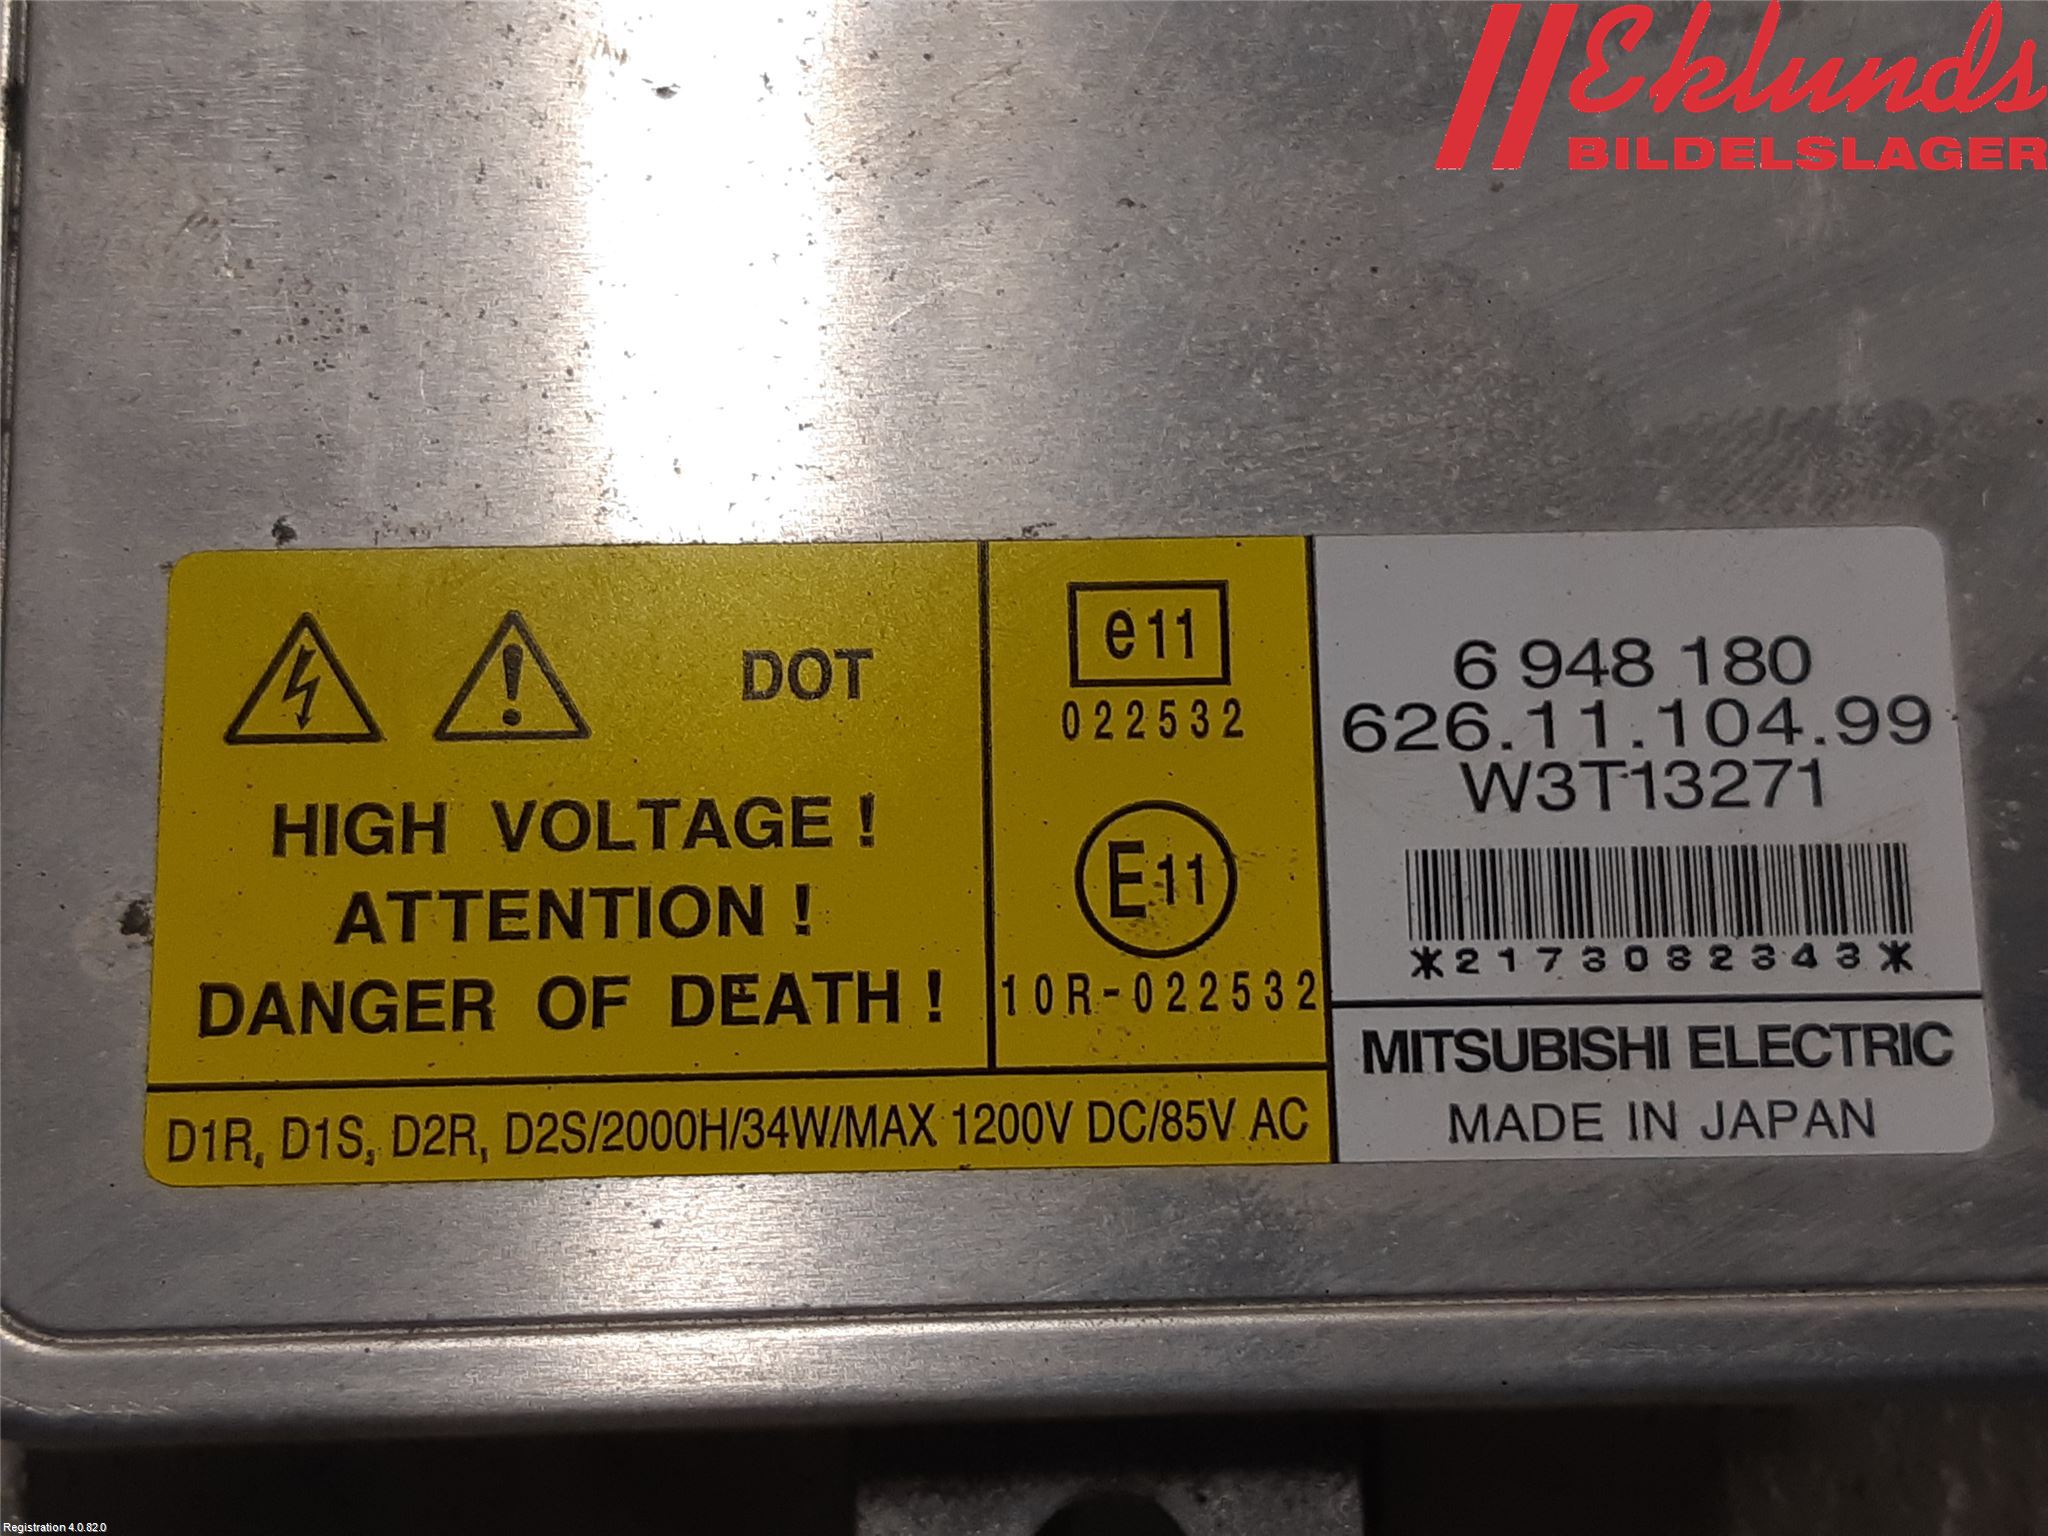 Eklunds
BILDELSLAGER
DOT
HIGH VOLTAGE !
ATTENTION !
DANGER OF DEATH !
e11
022532
E11
10R-022532
D1R, D1S, D2R, D2S/2000H/34W/MAX 1200V DC/85V AC
6 948 180
626.11.104.99
W3T13271
*2173082343*
MITSUBISHI ELECTRIC
MADE IN JAPAN
Registration 4.0.82.0